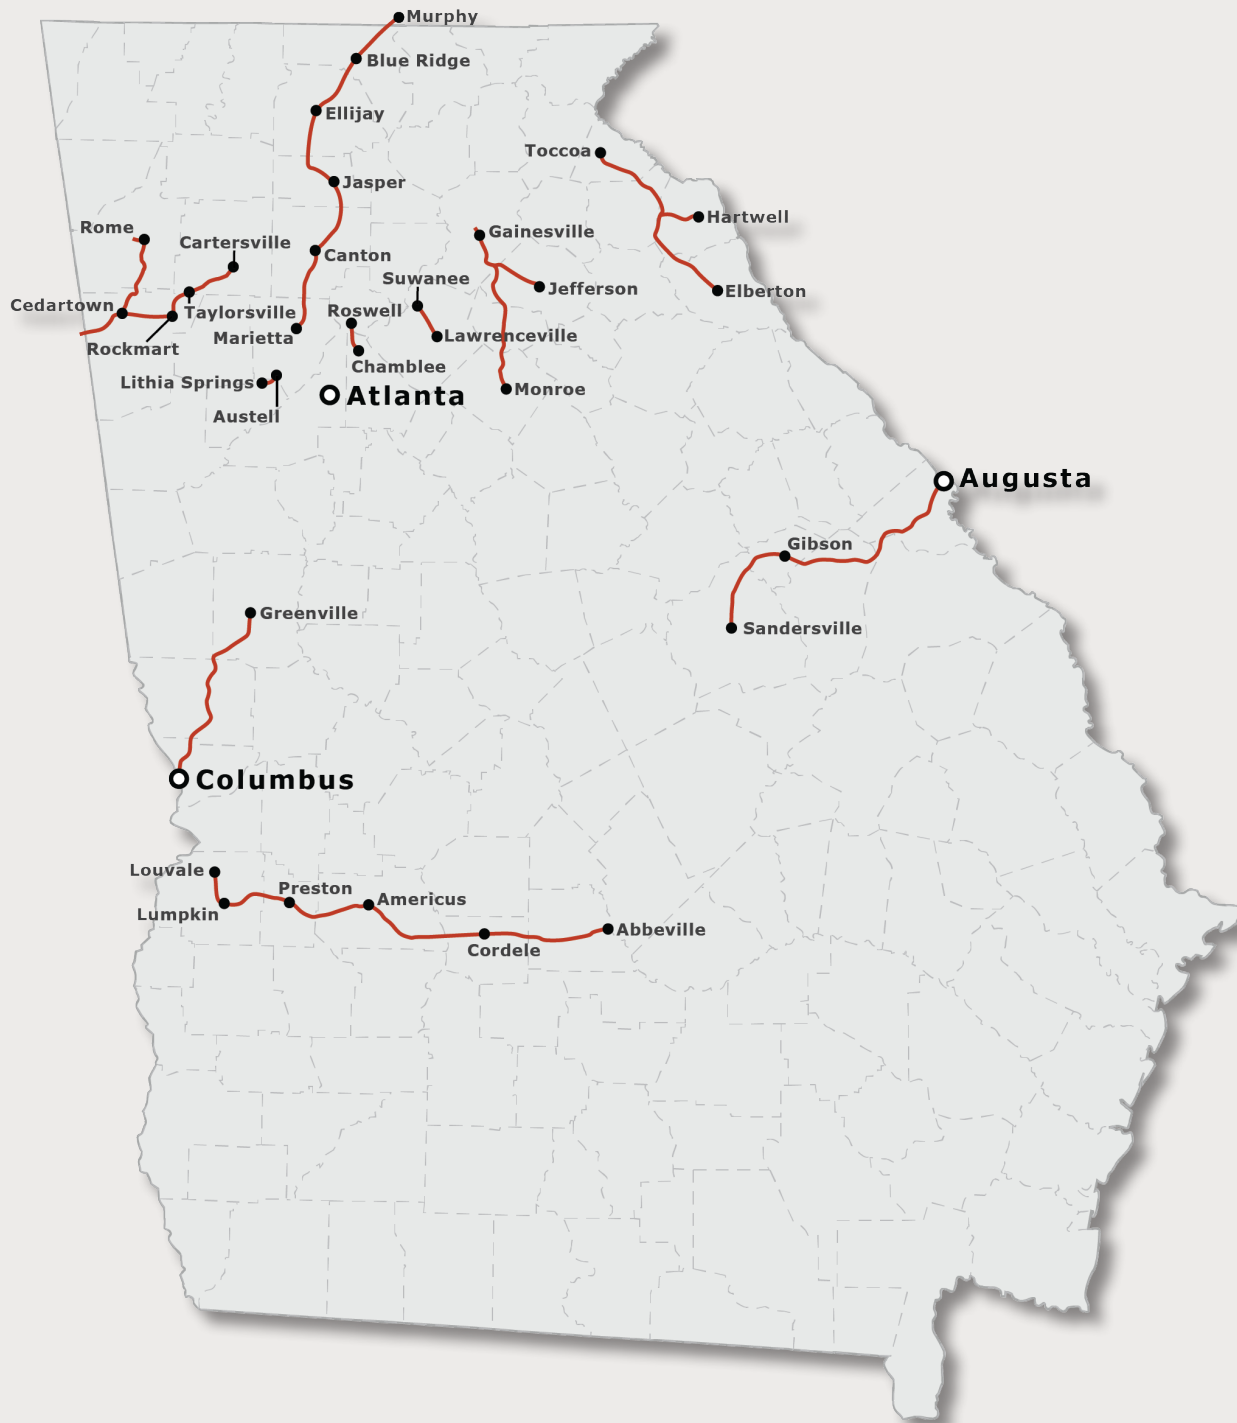 Murphy
Blue Ridge
Ellijay
Toccoa
Jasper
Hartwell
Rome
Gainesville
Cartersville
Canton
Suwanee
Jefferson
Elberton
Cedartown
Taylorsville
Roswell
Marietta
Lawrenceville
Rockmart
Chamblee
Lithia Springs
Monroe
Atlanta
Austell
Augusta
Gibson
Greenville
Sandersville
Columbus
Louvale
Preston
Americus
Lumpkin
Abbeville
Cordele